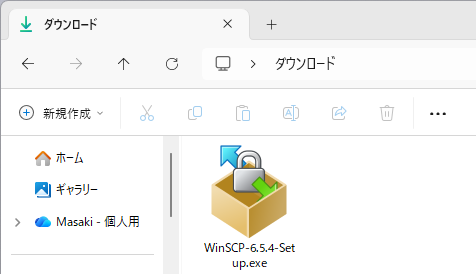 ダウンロード
ダウンロード
新規作成
ホーム
ギャラリー
Masaki - 個人用
WinSCP-6.5.4-Set
up.exe